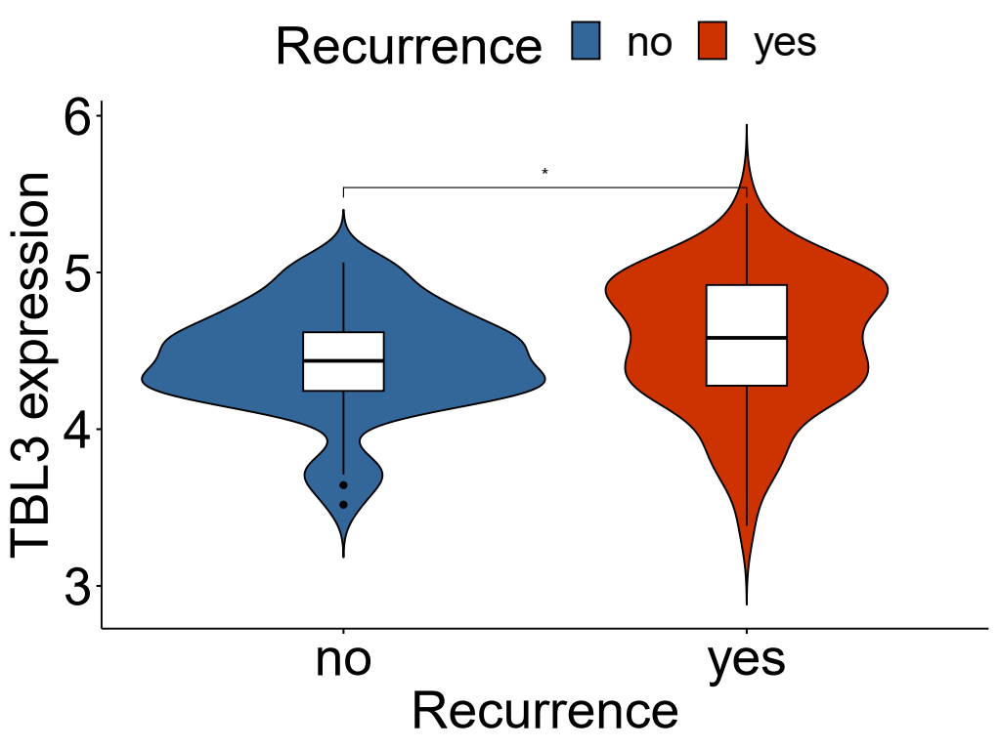 Recurrence no yes
6
5
4
3
TBL3 expression
*
no yes
Recurrence